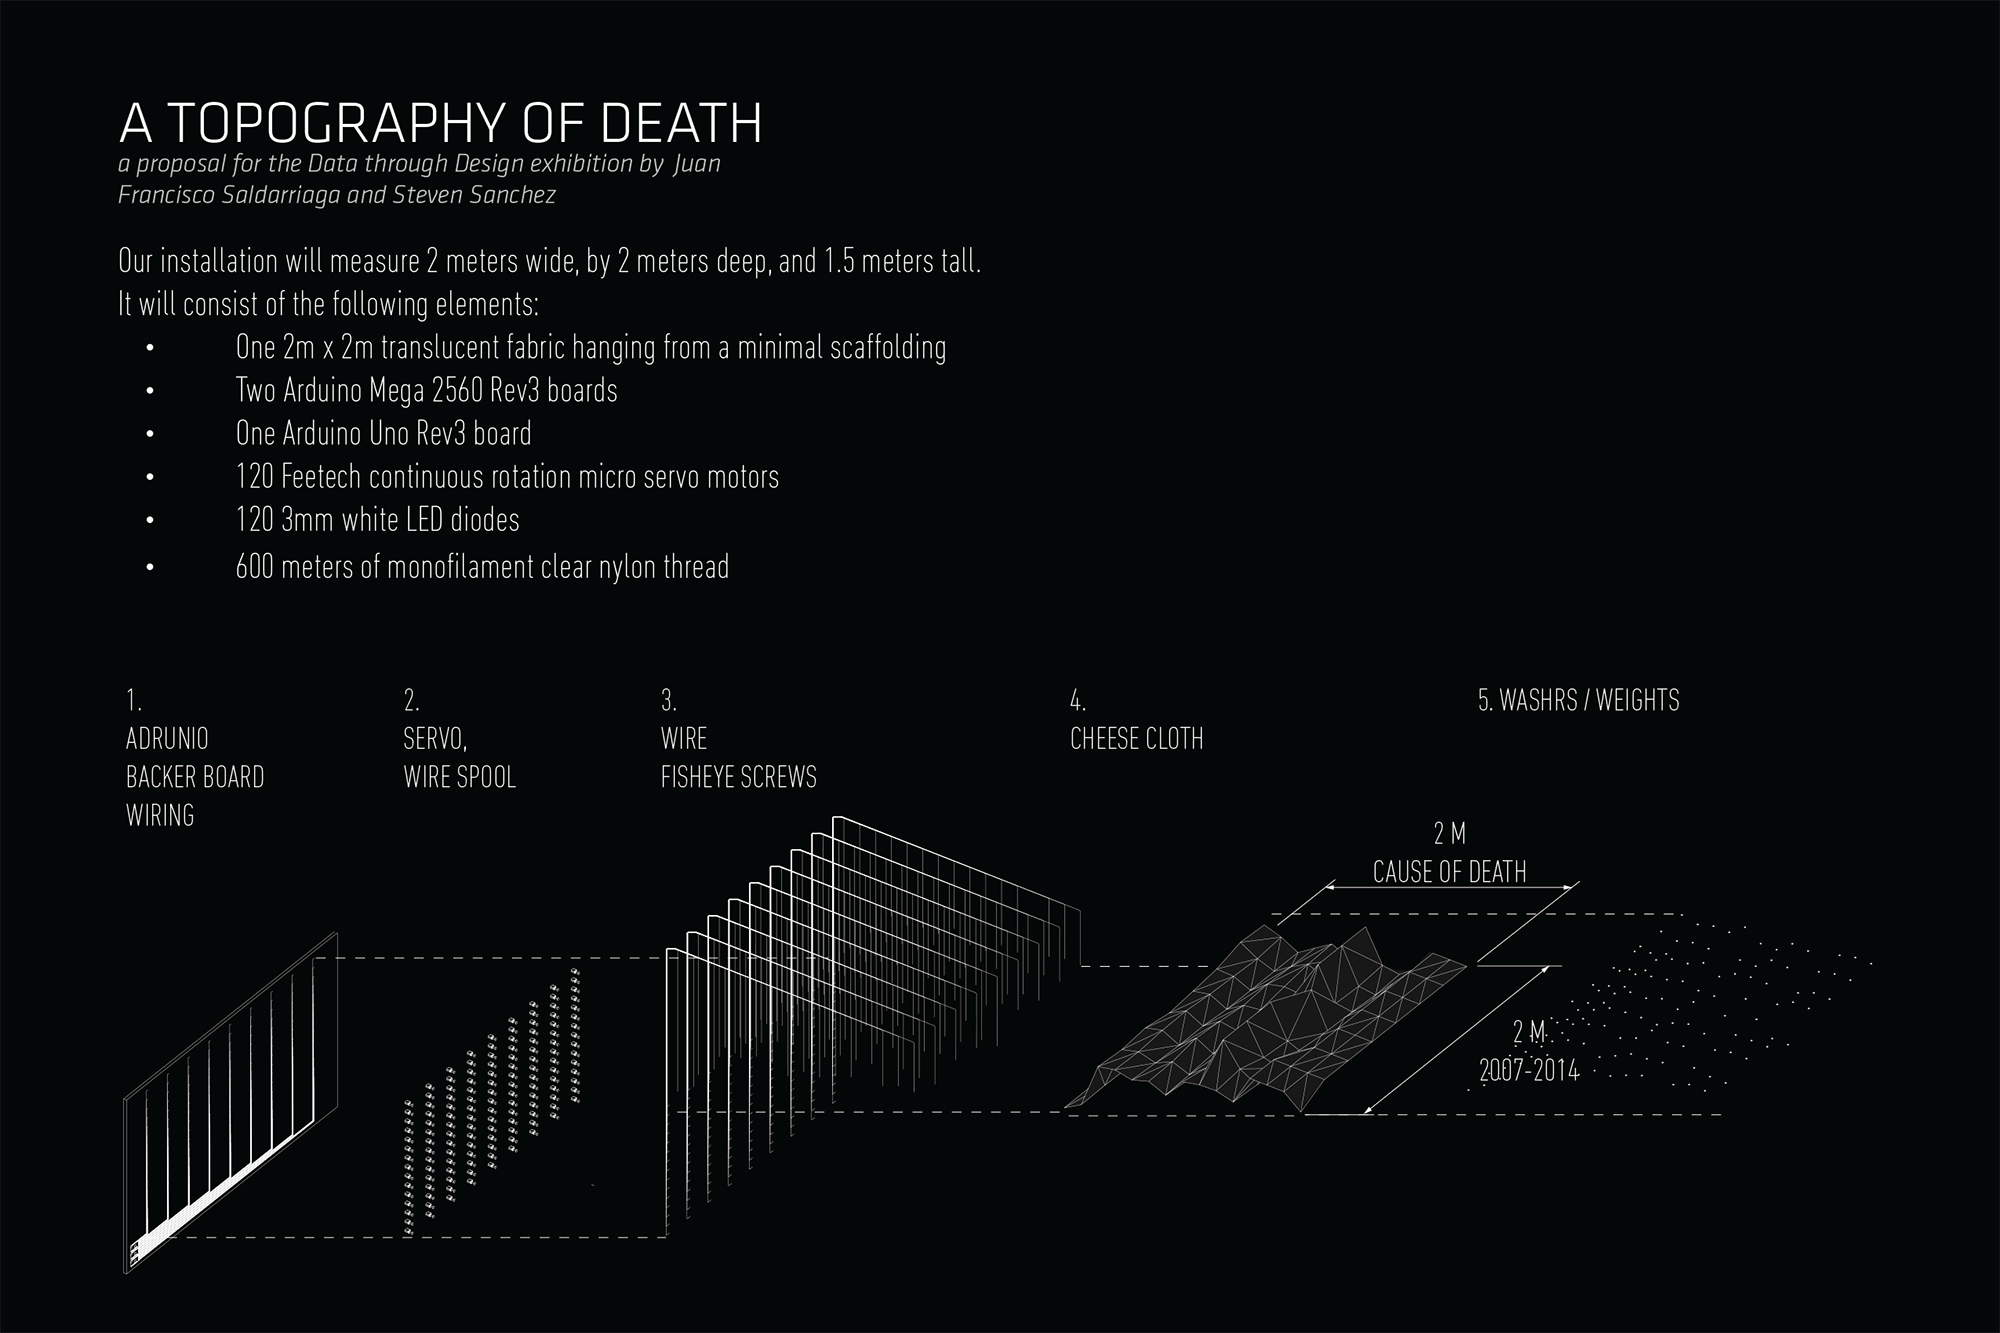 A TOPOGRAPHY OF DEATH
a proposal for the Data through Design exhibition by Juan
Francisco Saldarriaga and Steven Sanchez
Our installation will measure 2 meters wide, by 2 meters deep, and 1.5 meters tall.
It will consist of the following elements:
• One 2m x 2m translucent fabric hanging from a minimal scaffolding
• Two Arduino Mega 2560 Rev3 boards
• One Arduino Uno Rev3 board
• 120 Feetech continuous rotation micro servo motors
• 120 3mm white LED diodes
• 600 meters of monofilament clear nylon thread
1.
ADRUNIO
BACKER BOARD
WIRING
2.
SERVO,
WIRE SPOOL
3.
WIRE
FISHEYE SCREWS
4.
CHEESE CLOTH
5. WASHRS / WEIGHTS
2 M
CAUSE OF DEATH
2 M
2007-2014